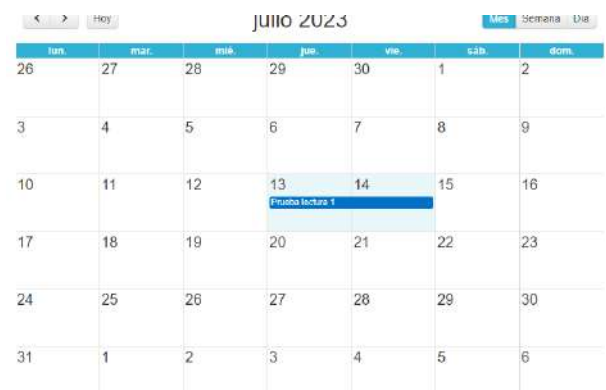 < > Hoy julio 2023 Mes Semana Día
lun. mar. mié. jue. vie. sáb. dom.
26 27 28 29 30 1 2
3 4 5 6 7 8 9
10 11 12 13 14 15 16
Prueba lectura 1
17 18 19 20 21 22 23
24 25 26 27 28 29 30
31 1 2 3 4 5 6